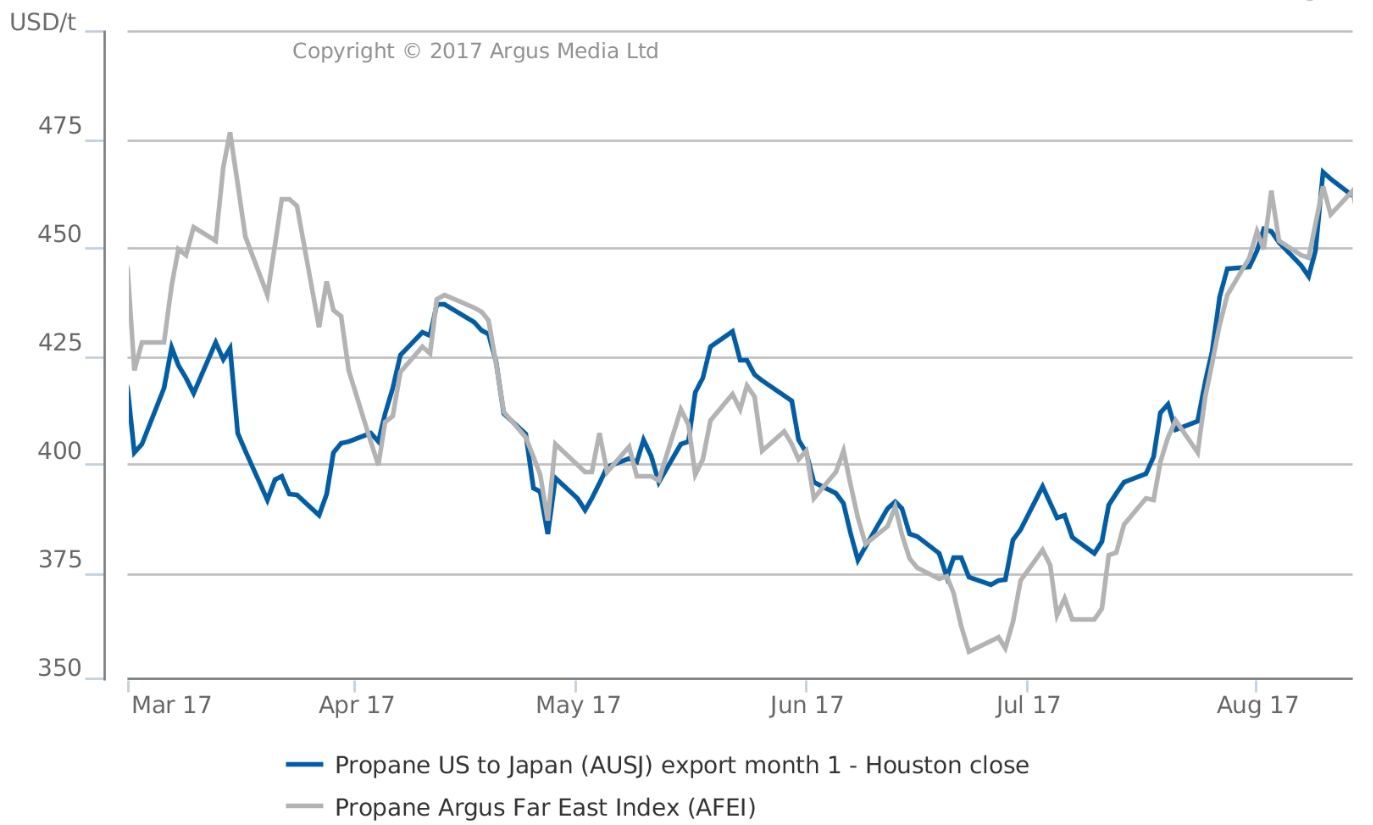 USD/t
Copyright © 2017 Argus Media Ltd
475
450
425
400
375
350
Mar 17 Apr 17 May 17 Jun 17 Jul 17 Aug 17
Propane US to Japan (AUSJ) export month 1 - Houston close
Propane Argus Far East Index (AFEI)